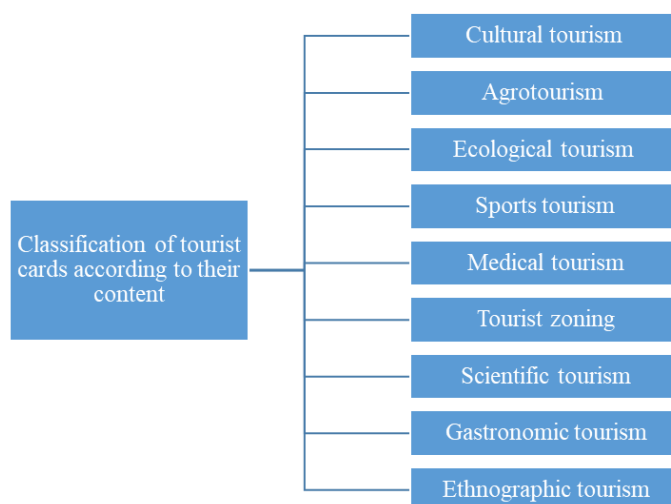 Cultural tourism
Agrotourism
Ecological tourism
Sports tourism
Classification of tourist
cards according to their
content
Medical tourism
Tourist zoning
Scientific tourism
Gastronomic tourism
Ethnographic tourism